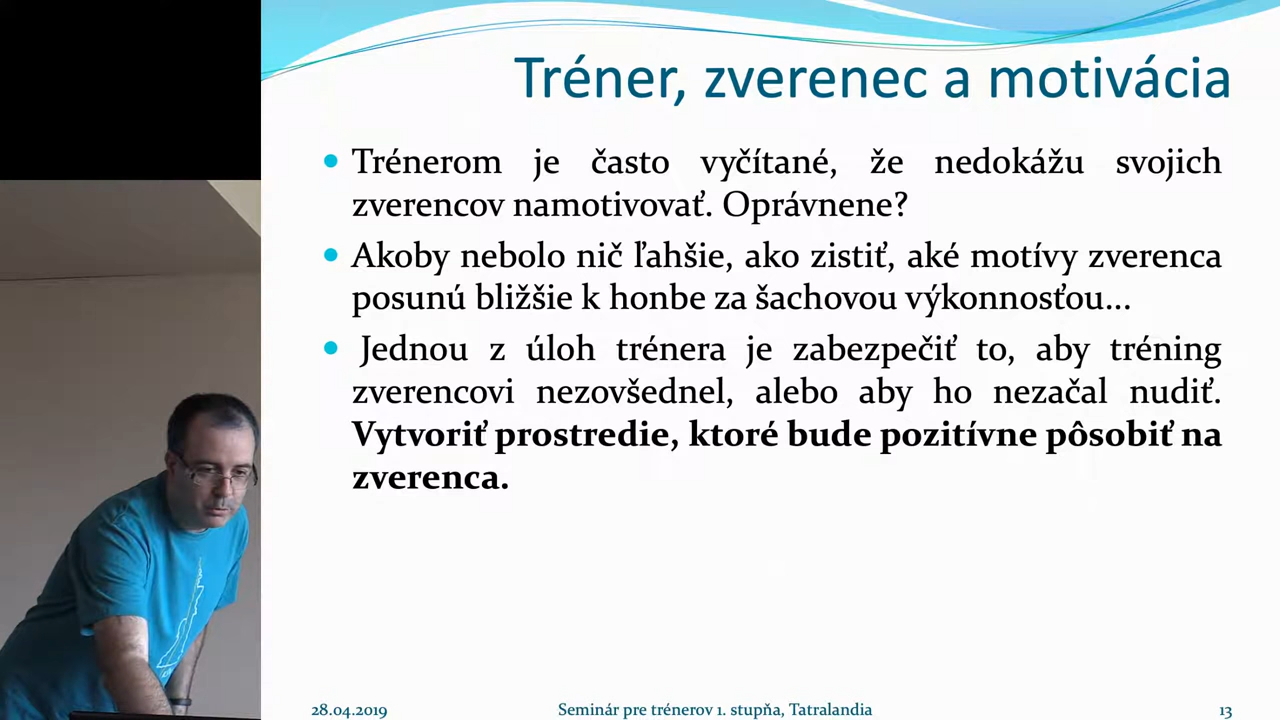 Tréner, zverenec a motivácia
Trénerom je často vyčítané, že nedokážu svojich
zverencov namotivovať. Oprávnene?
Akoby nebolo nič ľahšie, ako zistiť, aké motívy zverenca
posunú bližšie k honbe za šachovou výkonnosťou...
Jednou z úloh trénera je zabezpečiť to, aby tréning
zverencovi nezovšednel, alebo aby ho nezačal nudiť.
Vytvoriť prostredie, ktoré bude pozitívne pôsobiť na
zverenca.
28.04.2019
Seminár pre trénerov 1. stupňa, Tatralandia
13